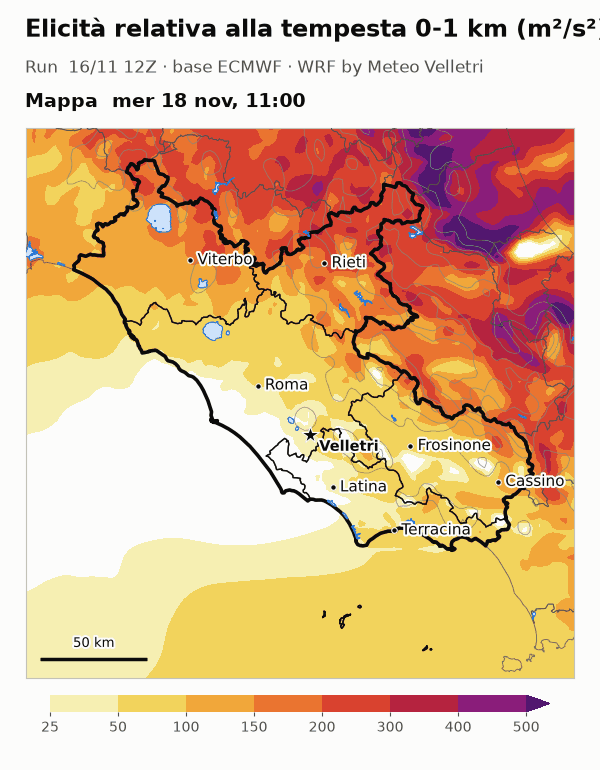 Elicità relativa alla tempesta 0-1 km (m²/s²)
Run 16/11 12Z · base ECMWF · WRF by Meteo Velletri
Mappa mer 18 nov, 11:00
Viterbo
Rieti
Roma
Velletri
Frosinone
Latina
Cassino
Terracina
50 km
25 50 100 150 200 300 400 500